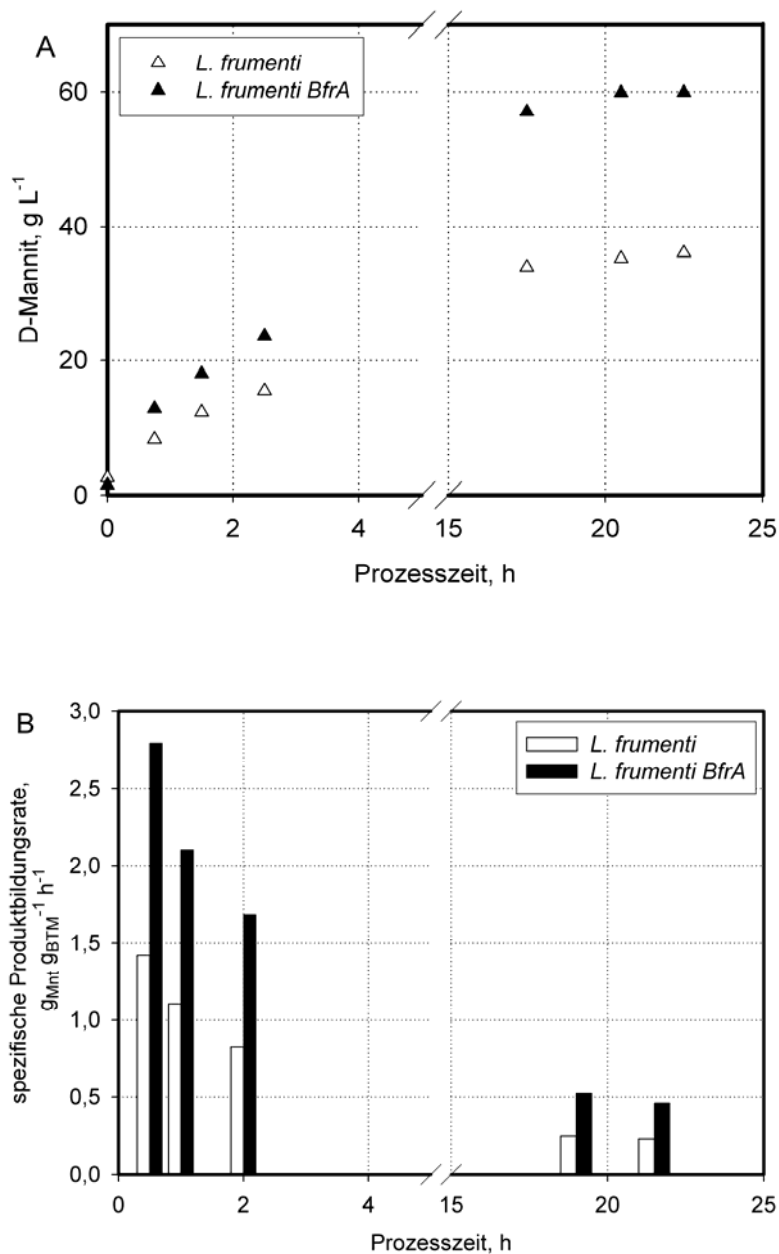 A
L. frumenti
L. frumenti BfrA
60
40
20
0
D-Mannit, g L⁻¹
0 2 4 15 20 25
Prozesszeit, h
B
L. frumenti
L. frumenti BfrA
3,0
2,5
2,0
1,5
1,0
0,5
0,0
spezifische Produktbildungsrate,
g_Mnt g_BTM⁻¹ h⁻¹
0 2 4 15 20 25
Prozesszeit, h